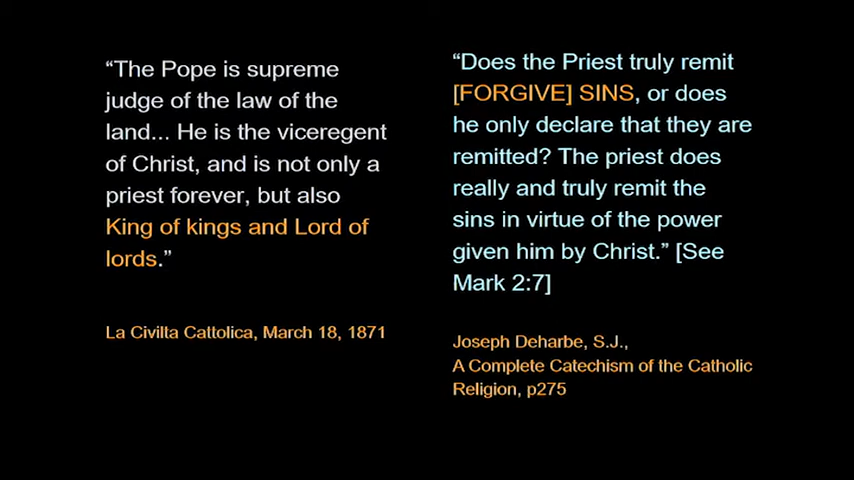 “The Pope is supreme
judge of the law of the
land... He is the viceregent
of Christ, and is not only a
priest forever, but also
King of kings and Lord of
lords.”
La Civilta Cattolica, March 18, 1871
“Does the Priest truly remit
[FORGIVE] SINS, or does
he only declare that they are
remitted? The priest does
really and truly remit the
sins in virtue of the power
given him by Christ.” [See
Mark 2:7]
Joseph Deharbe, S.J.,
A Complete Catechism of the Catholic
Religion, p275